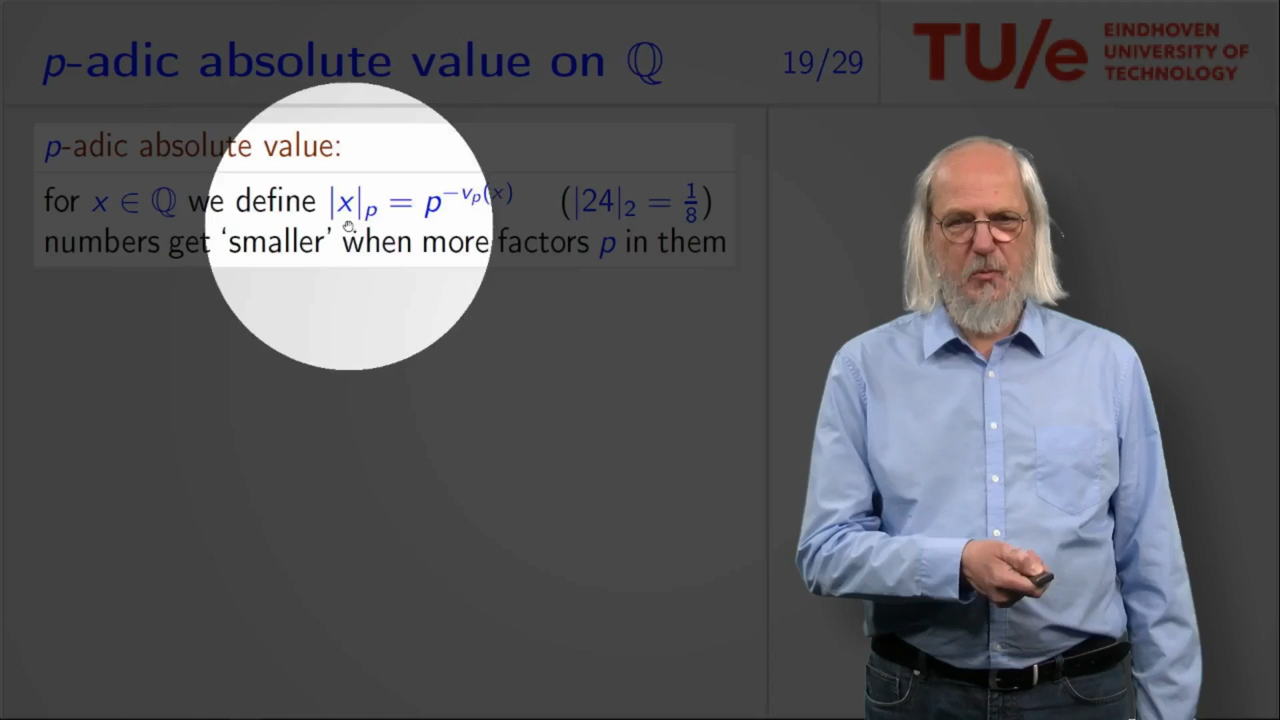 p-adic absolute value on ℚ
19/29
TU/e
EINDHOVEN
UNIVERSITY OF
TECHNOLOGY
p-adic absolute value:
for x ∈ ℚ we define |x|ₚ = p^{−vₚ(x)} (|24|₂ = 1/8)
numbers get ‘smaller’ when more factors p in them